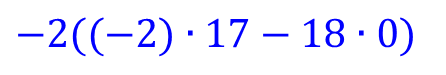 −2((−2) · 17 − 18 · 0)